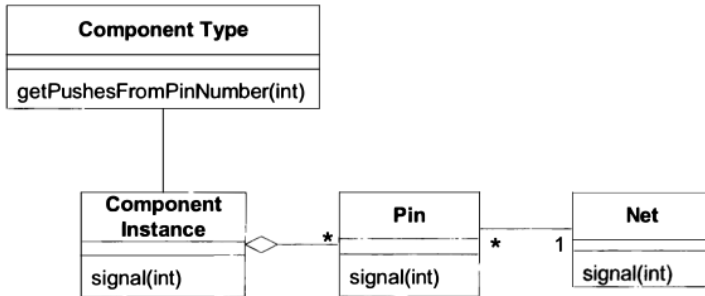 Component Type
getPushesFromPinNumber(int)
Component
Instance
signal(int)
*
Pin
signal(int)
*
1
Net
signal(int)